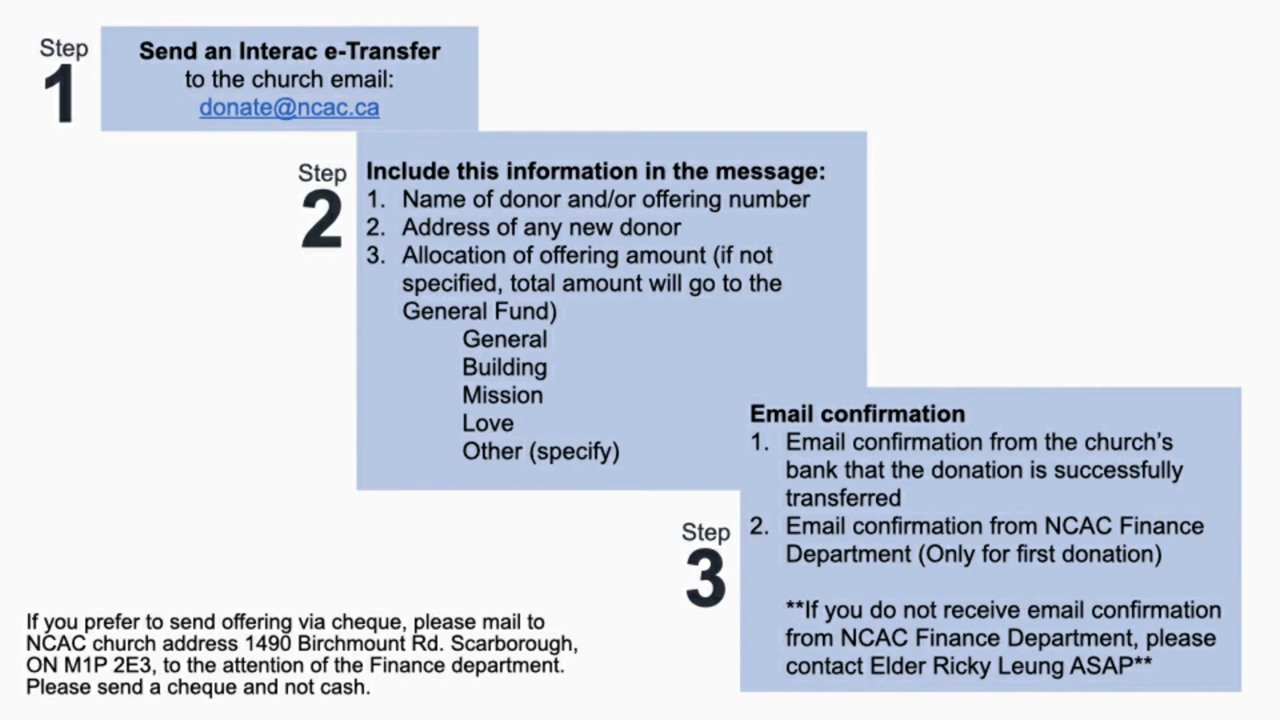 Step
1
Send an Interac e-Transfer
to the church email:
donate@ncac.ca
Step
2
Include this information in the message:
1. Name of donor and/or offering number
2. Address of any new donor
3. Allocation of offering amount (if not
specified, total amount will go to the
General Fund)
General
Building
Mission
Love
Other (specify)
Step
3
Email confirmation
1. Email confirmation from the church's
bank that the donation is successfully
transferred
2. Email confirmation from NCAC Finance
Department (Only for first donation)
**If you do not receive email confirmation
from NCAC Finance Department, please
contact Elder Ricky Leung ASAP**
If you prefer to send offering via cheque, please mail to
NCAC church address 1490 Birchmount Rd. Scarborough,
ON M1P 2E3, to the attention of the Finance department.
Please send a cheque and not cash.